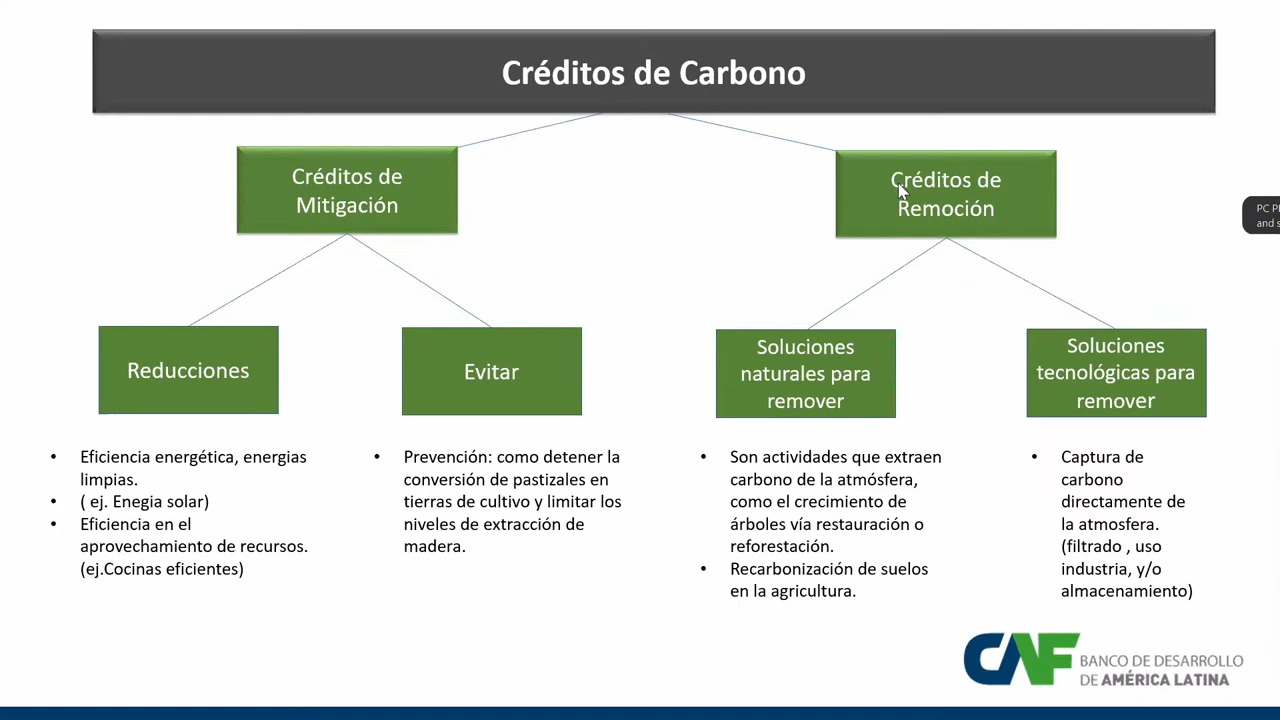 Créditos de Carbono
Créditos de
Mitigación
Créditos de
Remoción
Reducciones
Evitar
Soluciones
naturales para
remover
Soluciones
tecnológicas para
remover
• Eficiencia energética, energias
limpias.
• ( ej. Enegia solar)
• Eficiencia en el
aprovechamiento de recursos.
(ej.Cocinas eficientes)
• Prevención: como detener la
conversión de pastizales en
tierras de cultivo y limitar los
niveles de extracción de
madera.
• Son actividades que extraen
carbono de la atmósfera,
como el crecimiento de
árboles vía restauración o
reforestación.
• Recarbonización de suelos
en la agricultura.
• Captura de
carbono
directamente de
la atmosfera.
(filtrado , uso
industria, y/o
almacenamiento)
CAF BANCO DE DESARROLLO
DE AMÉRICA LATINA
PC
and